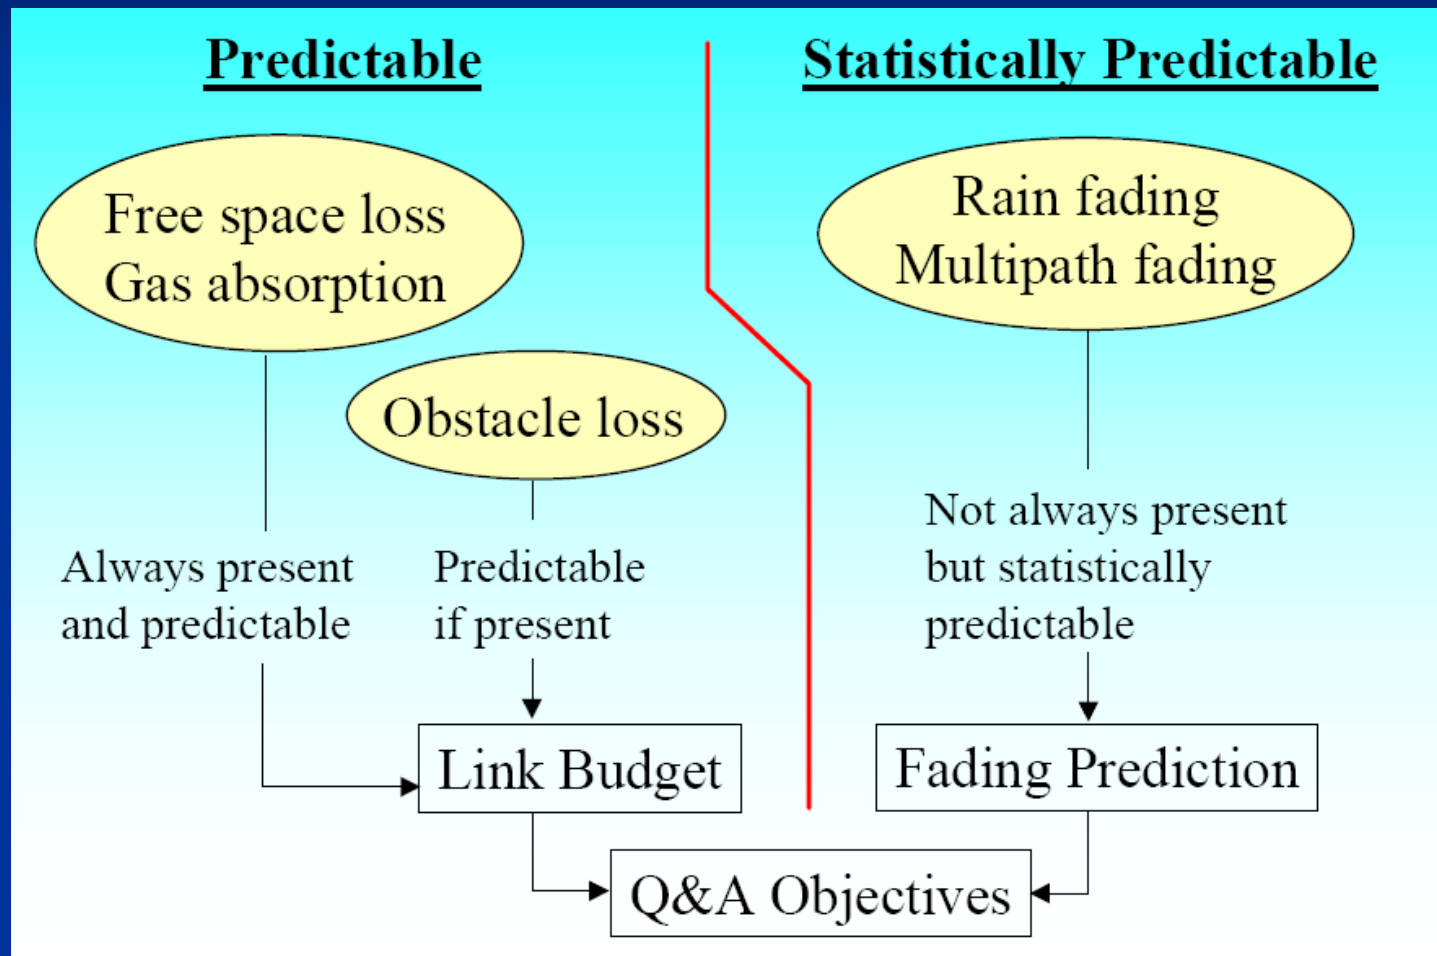 Predictable
Free space loss
Gas absorption
Obstacle loss
Always present
and predictable
Predictable
if present
Link Budget
Statistically Predictable
Rain fading
Multipath fading
Not always present
but statistically
predictable
Fading Prediction
Q&A Objectives